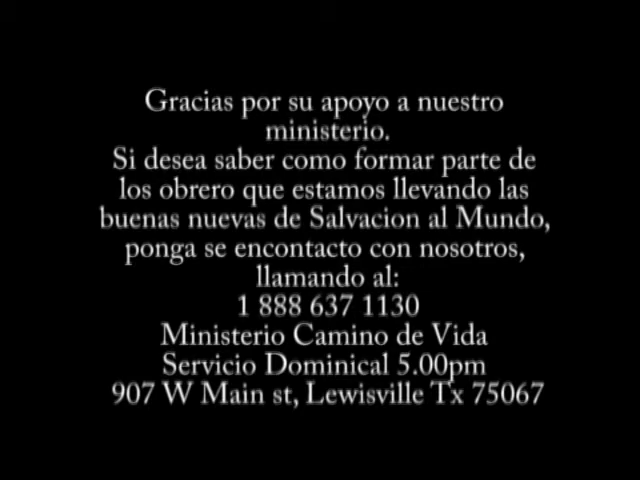 Gracias por su apoyo a nuestro
ministerio.
Si desea saber como formar parte de
los obrero que estamos llevando las
buenas nuevas de Salvacion al Mundo,
ponga se encontacto con nosotros,
llamando al:
1 888 637 1130
Ministerio Camino de Vida
Servicio Dominical 5.00pm
907 W Main st, Lewisville Tx 75067